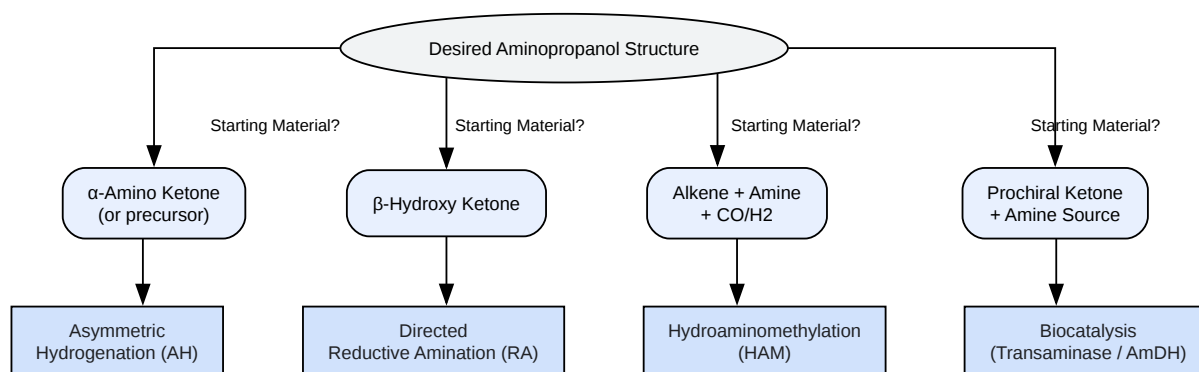 Desired Aminopropanol Structure
Starting Material?
Starting Material?
Starting Material?
Starting Material?
α-Amino Ketone
(or precursor)
β-Hydroxy Ketone
Alkene + Amine
+ CO/H2
Prochiral Ketone
+ Amine Source
Asymmetric
Hydrogenation (AH)
Directed
Reductive Amination (RA)
Hydroaminomethylation
(HAM)
Biocatalysis
(Transaminase / AmDH)